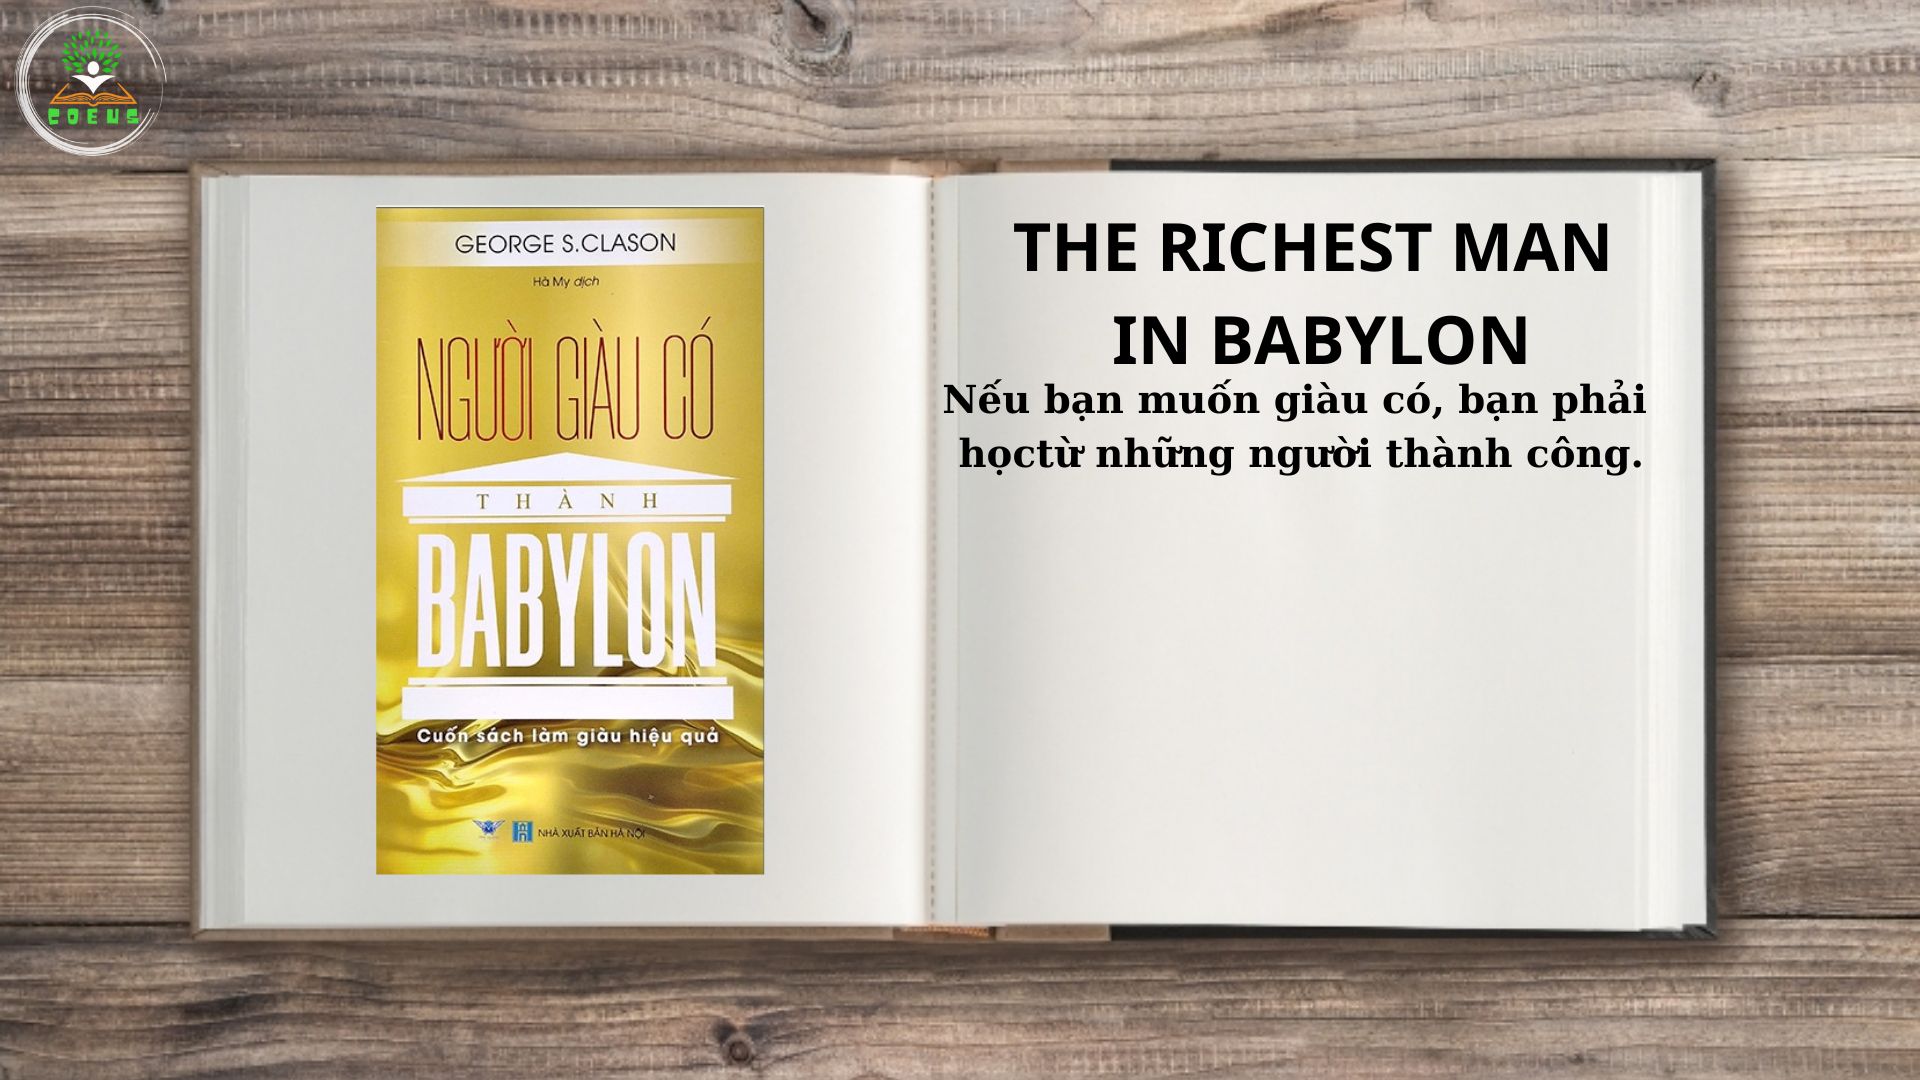 COEUS
GEORGE S.CLASON
Hà My dịch
NGƯỜI GIÀU CÓ
THÀNH
BABYLON
Cuốn sách làm giàu hiệu quả
NHÀ XUẤT BẢN HÀ NỘI
THE RICHEST MAN
IN BABYLON
Nếu bạn muốn giàu có, bạn phải
họctừ những người thành công.